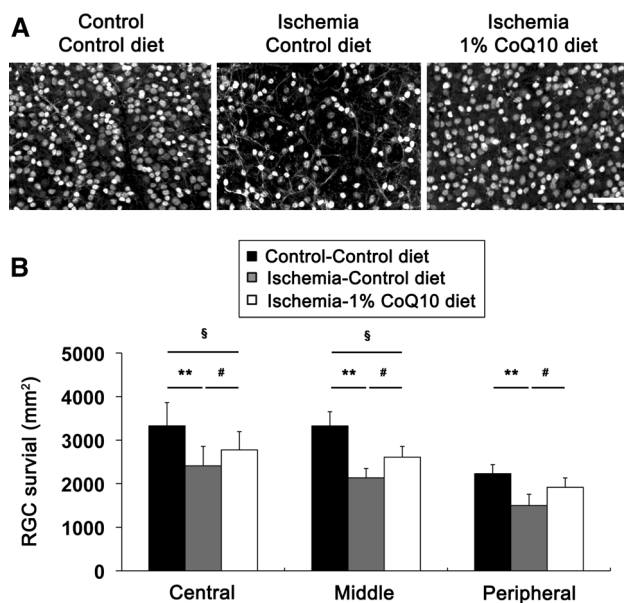 A
Control
Control diet
Ischemia
Control diet
Ischemia
1% CoQ10 diet
B
Control-Control diet
Ischemia-Control diet
Ischemia-1% CoQ10 diet
§
§
** #
** #
** #
RGC survial (mm²)
5000
4000
3000
2000
1000
0
Central
Middle
Peripheral